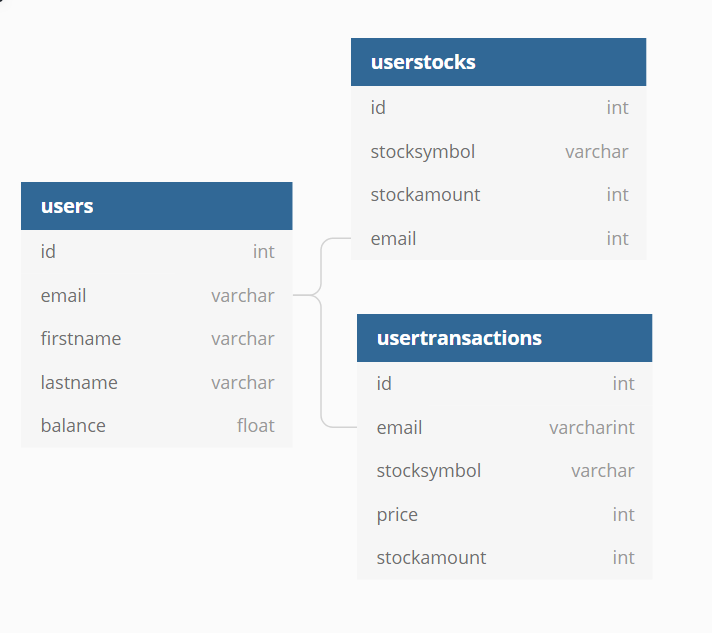 users
id int
email varchar
firstname varchar
lastname varchar
balance float
userstocks
id int
stocksymbol varchar
stockamount int
email int
usertransactions
id int
email varcharint
stocksymbol varchar
price int
stockamount int